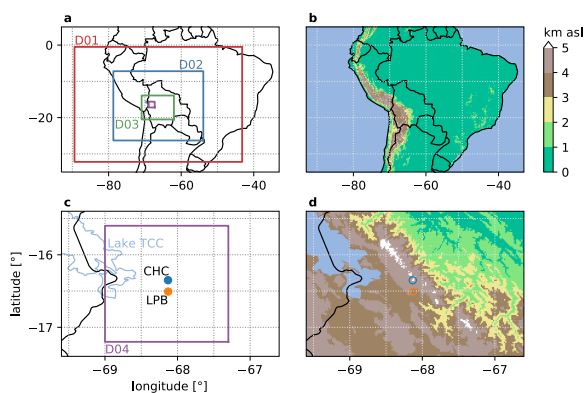 a
b
km asl
D01
D02
D03
0
−20
−80
−60
−40
−80
−60
−40
5
4
3
2
1
0
c
d
Lake TCC
CHC
LPB
D04
−16
−17
latitude [°]
−69
−68
−67
longitude [°]
−69
−68
−67